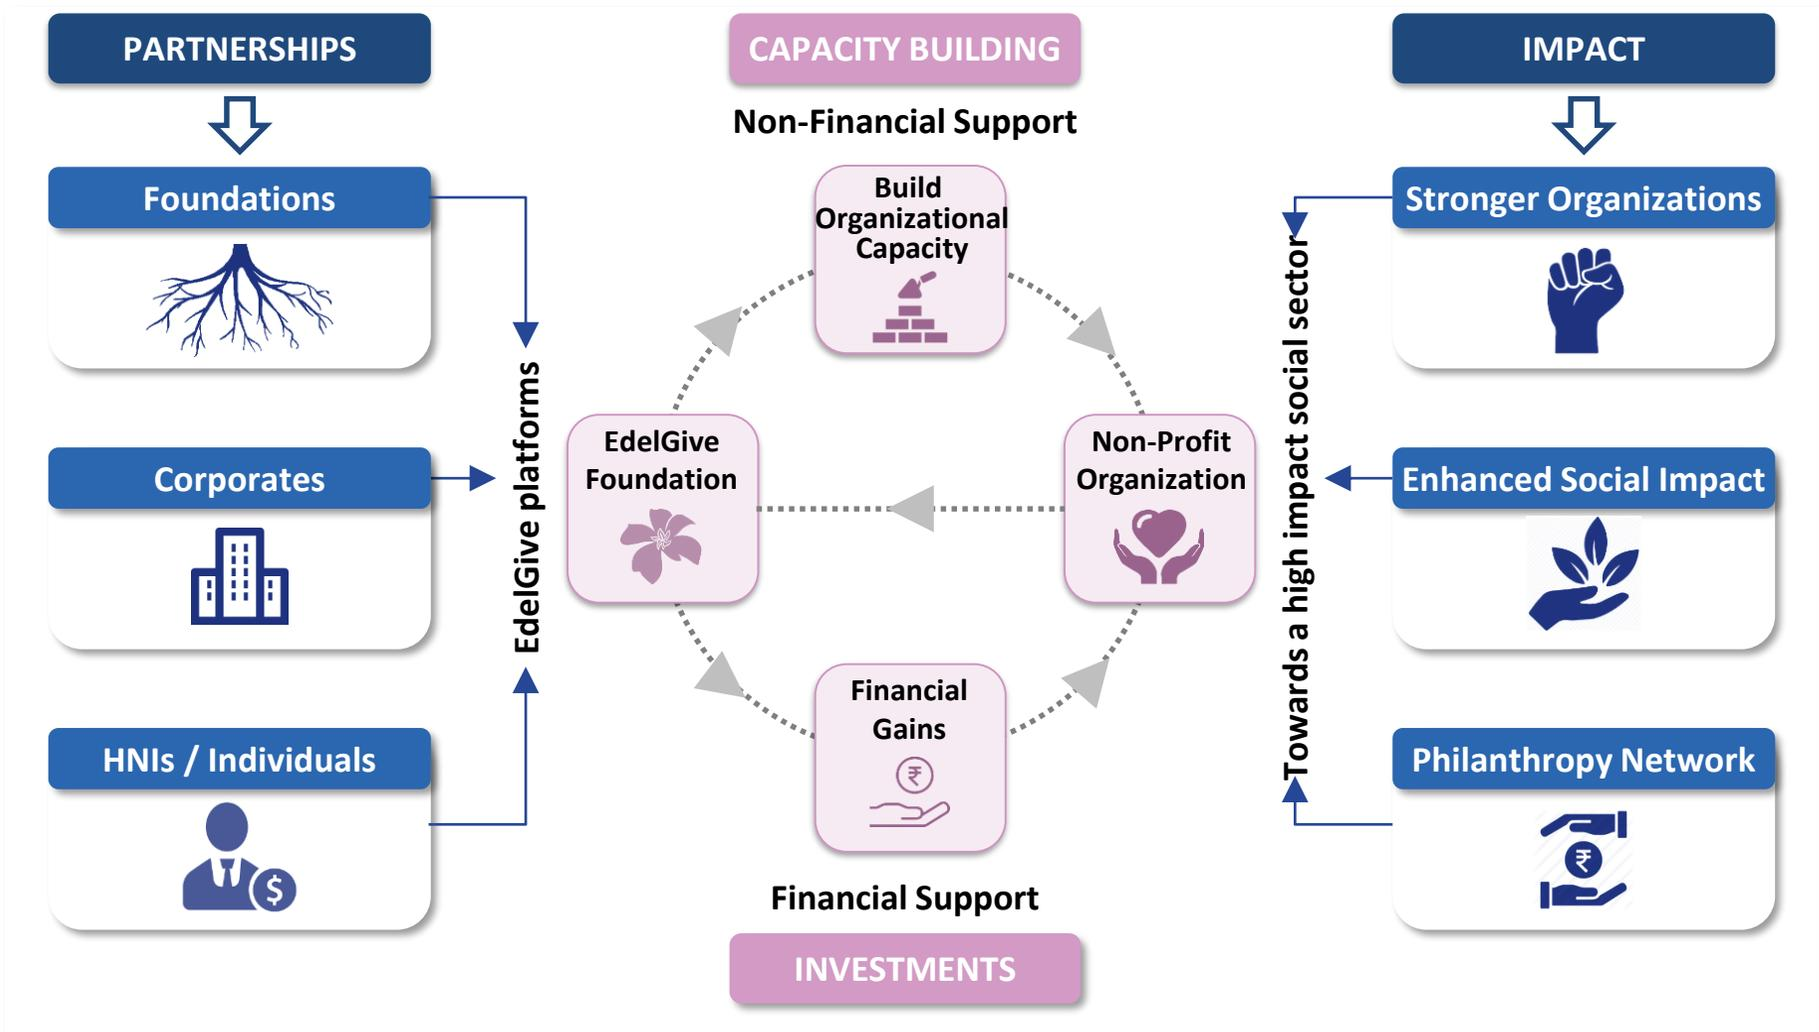 PARTNERSHIPS
Foundations
Corporates
HNIs / Individuals
$
EdelGive platforms
CAPACITY BUILDING
Non-Financial Support
Build
Organizational
Capacity
EdelGive
Foundation
Non-Profit
Organization
Financial
Gains
₹
Financial Support
INVESTMENTS
Towards a high impact social sector
IMPACT
Stronger Organizations
Enhanced Social Impact
Philanthropy Network
₹